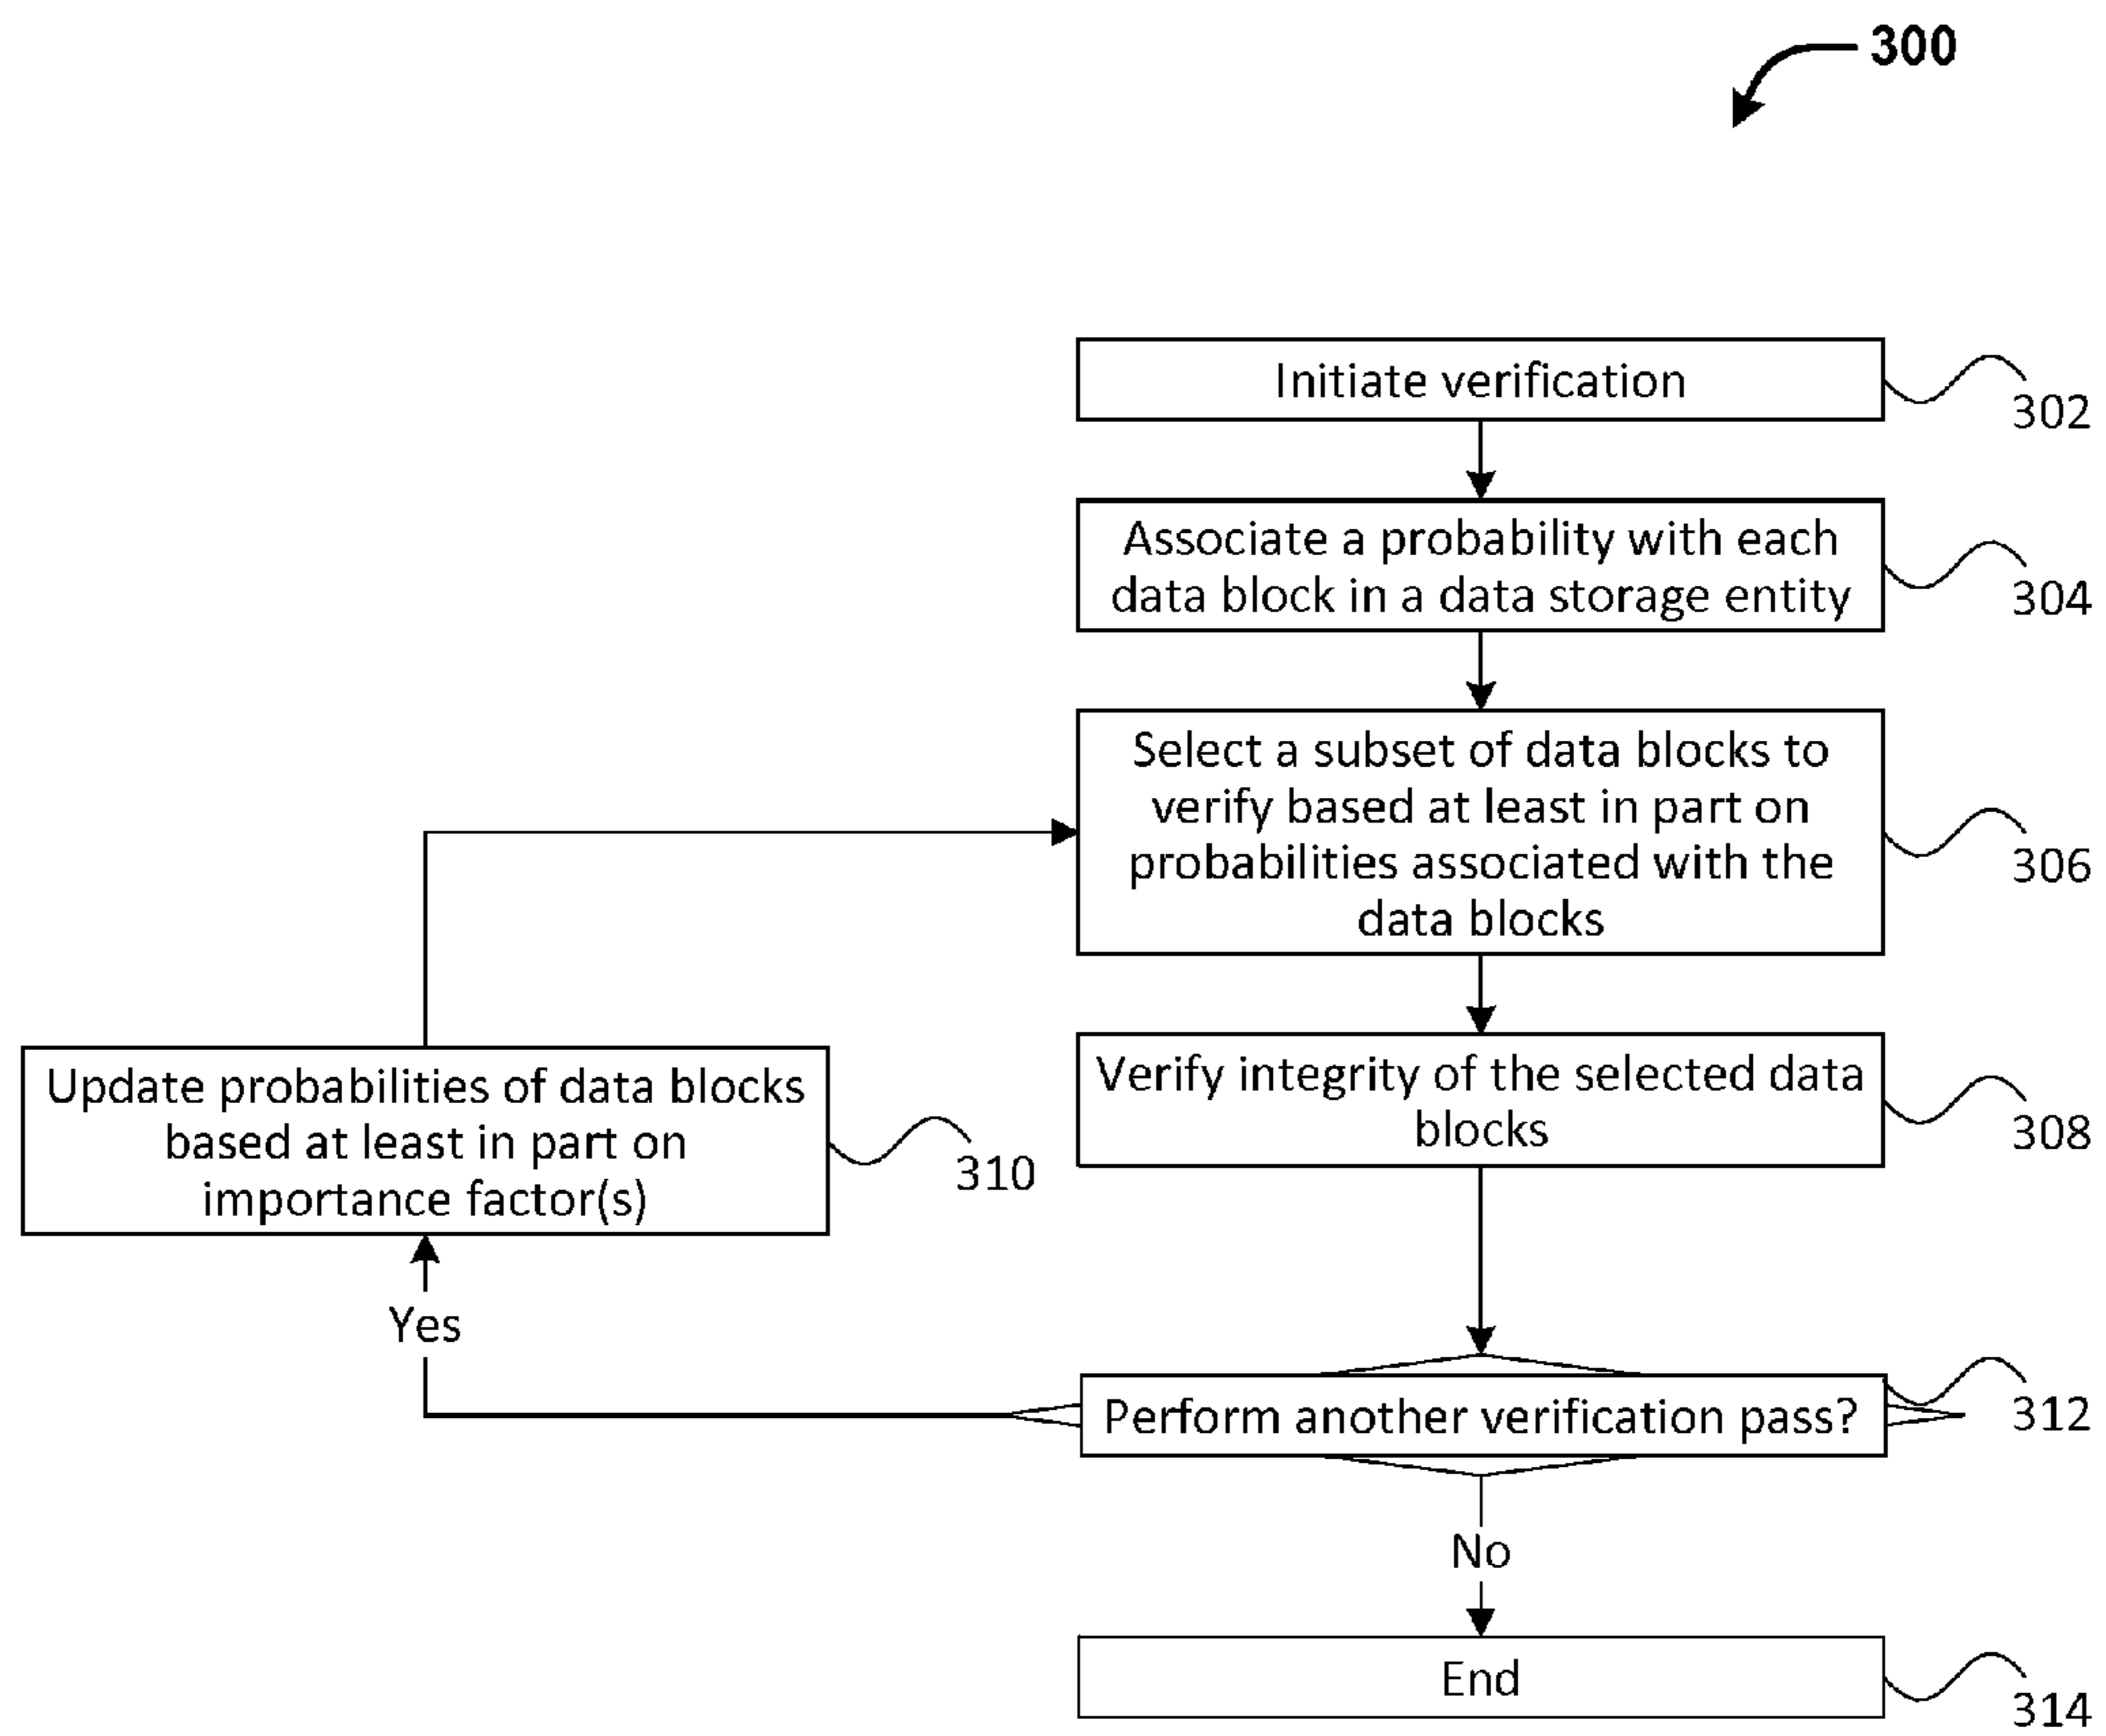 300
Initiate verification
302
Associate a probability with each
data block in a data storage entity
304
Select a subset of data blocks to
verify based at least in part on
probabilities associated with the
data blocks
306
Verify integrity of the selected data
blocks
308
Update probabilities of data blocks
based at least in part on
importance factor(s)
310
Yes
Perform another verification pass?
312
No
End
314